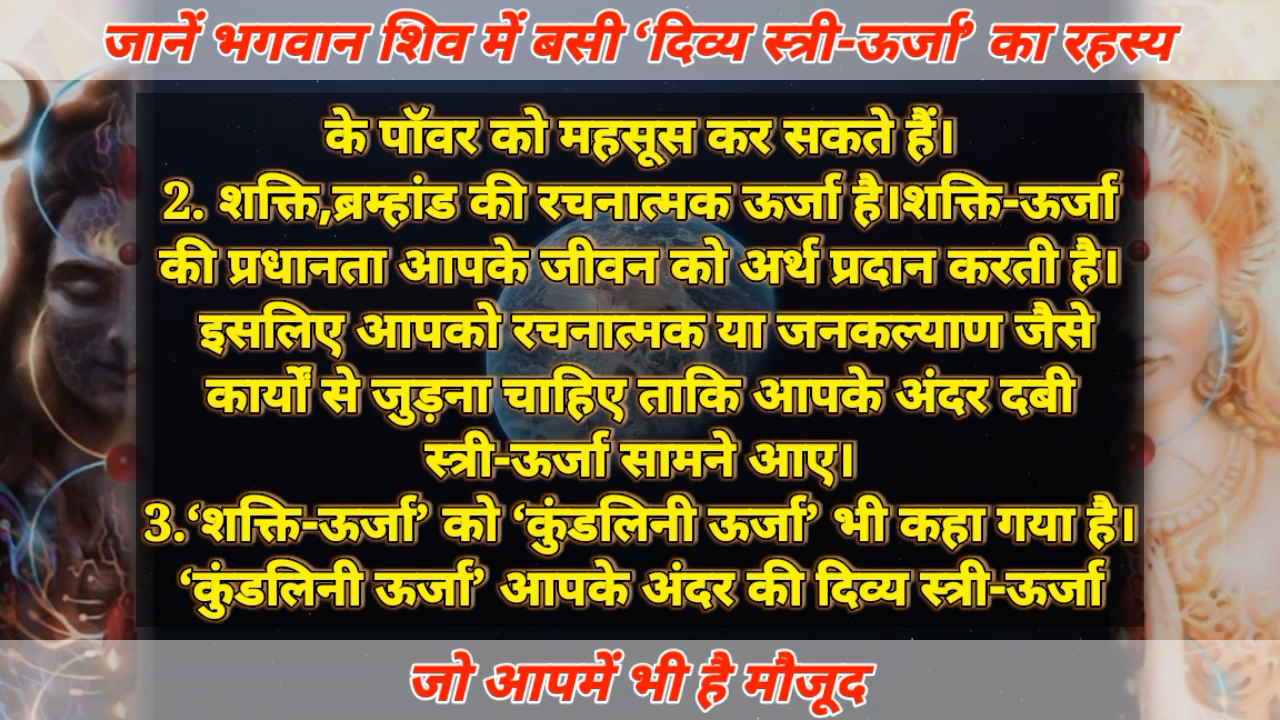 जानें भगवान शिव में बसी ‘दिव्य स्त्री-ऊर्जा’ का रहस्य
के पॉवर को महसूस कर सकते हैं।
2. शक्ति,ब्रम्हांड की रचनात्मक ऊर्जा है।शक्ति-ऊर्जा
की प्रधानता आपके जीवन को अर्थ प्रदान करती है।
इसलिए आपको रचनात्मक या जनकल्याण जैसे
कार्यों से जुड़ना चाहिए ताकि आपके अंदर दबी
स्त्री-ऊर्जा सामने आए।
3.‘शक्ति-ऊर्जा’ को ‘कुंडलिनी ऊर्जा’ भी कहा गया है।
‘कुंडलिनी ऊर्जा’ आपके अंदर की दिव्य स्त्री-ऊर्जा
जो आपमें भी है मौजूद